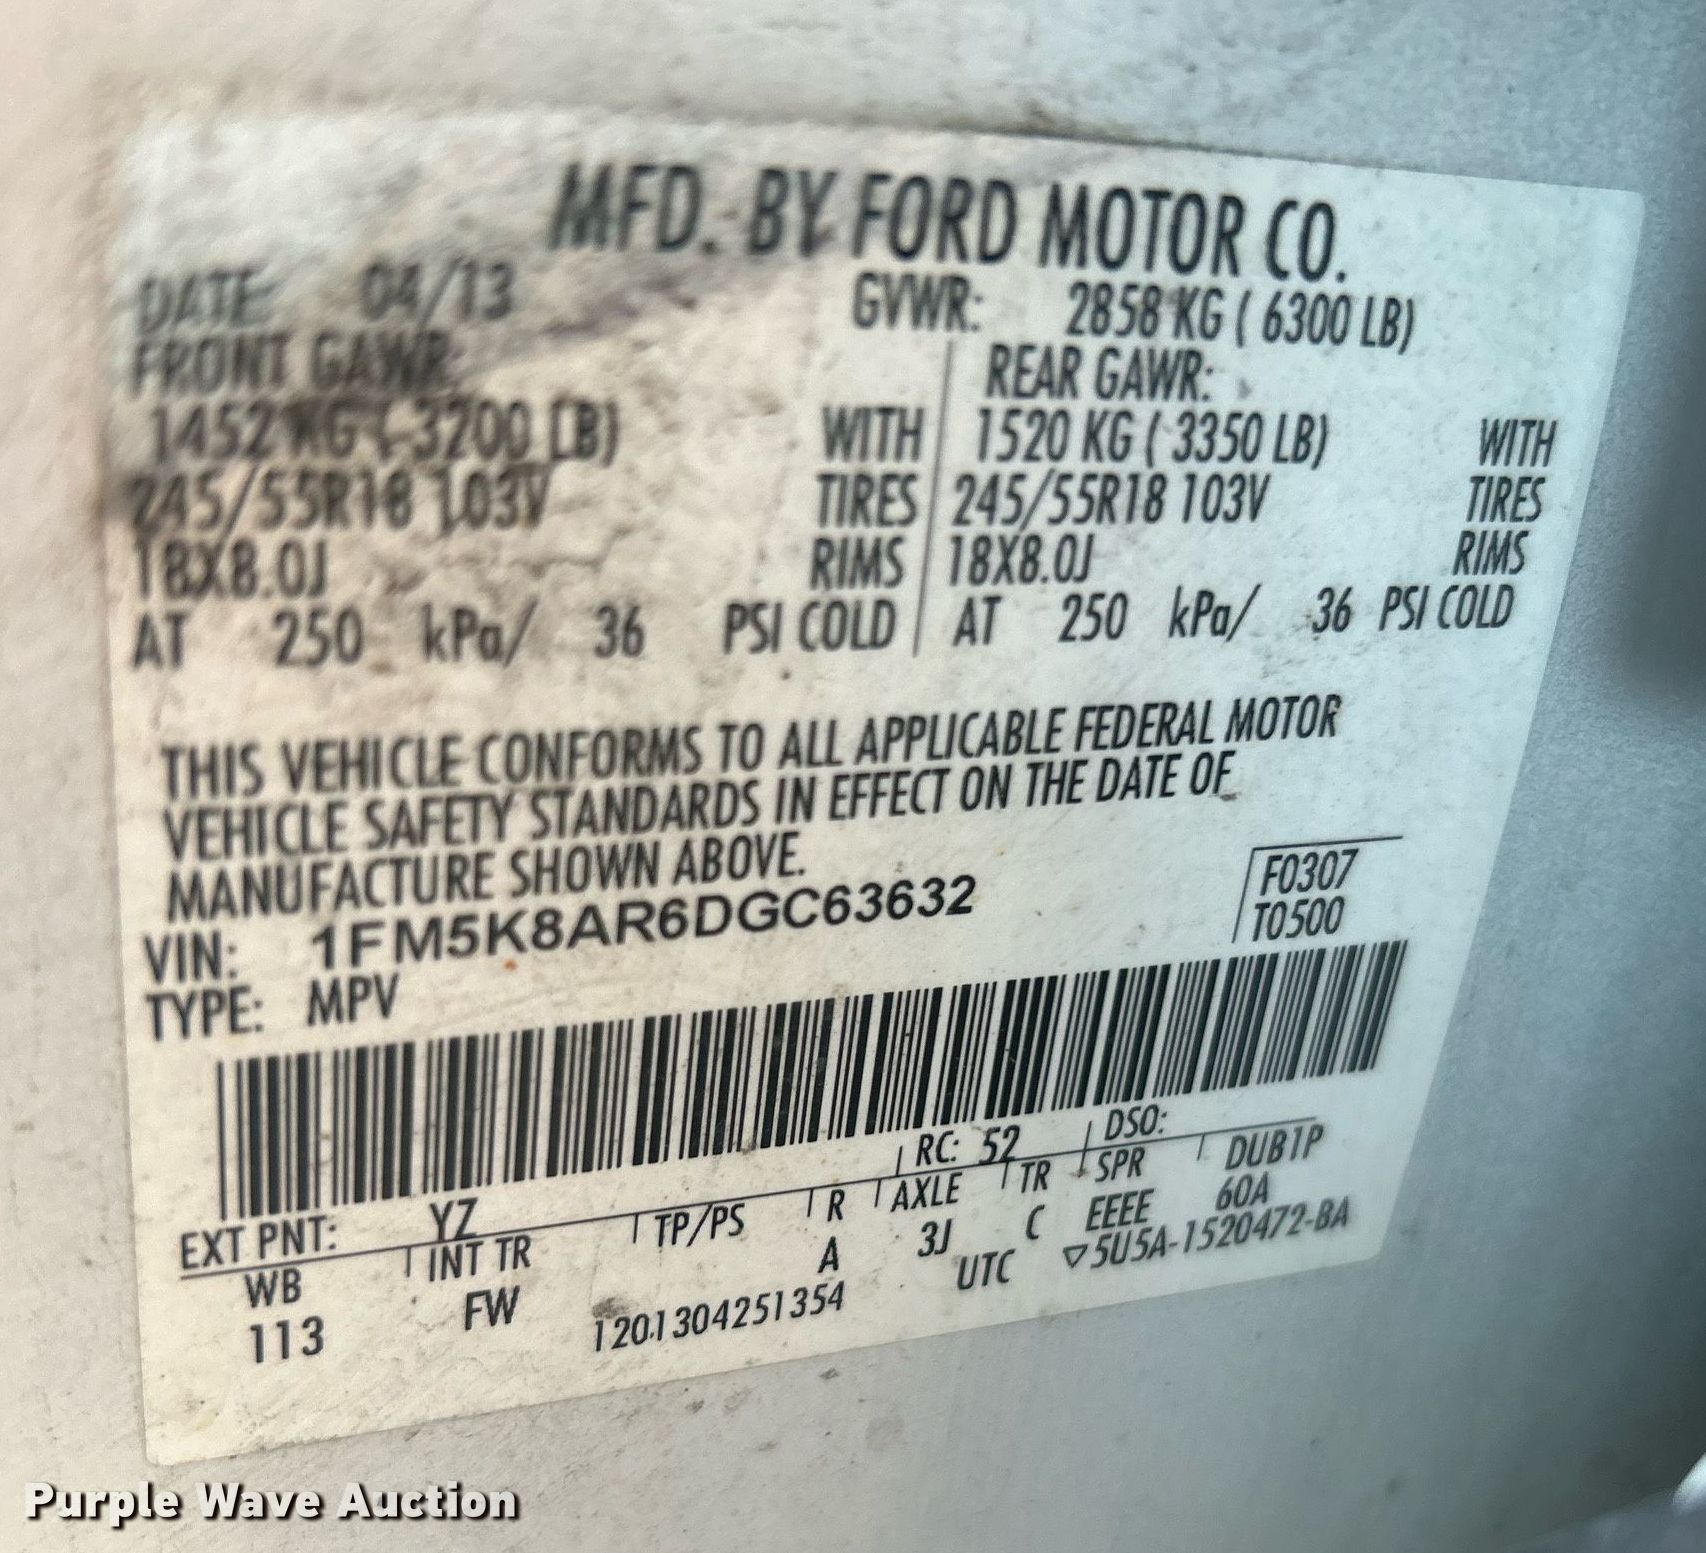 MFD. BY FORD MOTOR CO.
DATE: 04/13 GVWR: 2858 KG ( 6300 LB)
FRONT GAWR: REAR GAWR:
1452 KG ( 3200 LB) WITH 1520 KG ( 3350 LB) WITH
245/55R18 103V TIRES 245/55R18 103V TIRES
18X8.0J RIMS 18X8.0J RIMS
AT 250 kPa/ 36 PSI COLD AT 250 kPa/ 36 PSI COLD
THIS VEHICLE CONFORMS TO ALL APPLICABLE FEDERAL MOTOR
VEHICLE SAFETY STANDARDS IN EFFECT ON THE DATE OF
MANUFACTURE SHOWN ABOVE.
VIN: 1FM5K8AR6DGC63632 F0307
TYPE: MPV T0500
EXT PNT: YZ RC: 52 DSO:
WB INT TR TP/PS R AXLE TR SPR DUB1P
113 FW A 3J C EEEE 60A
1201304251354 UTC ▽5U5A-1520472-BA
Purple Wave Auction